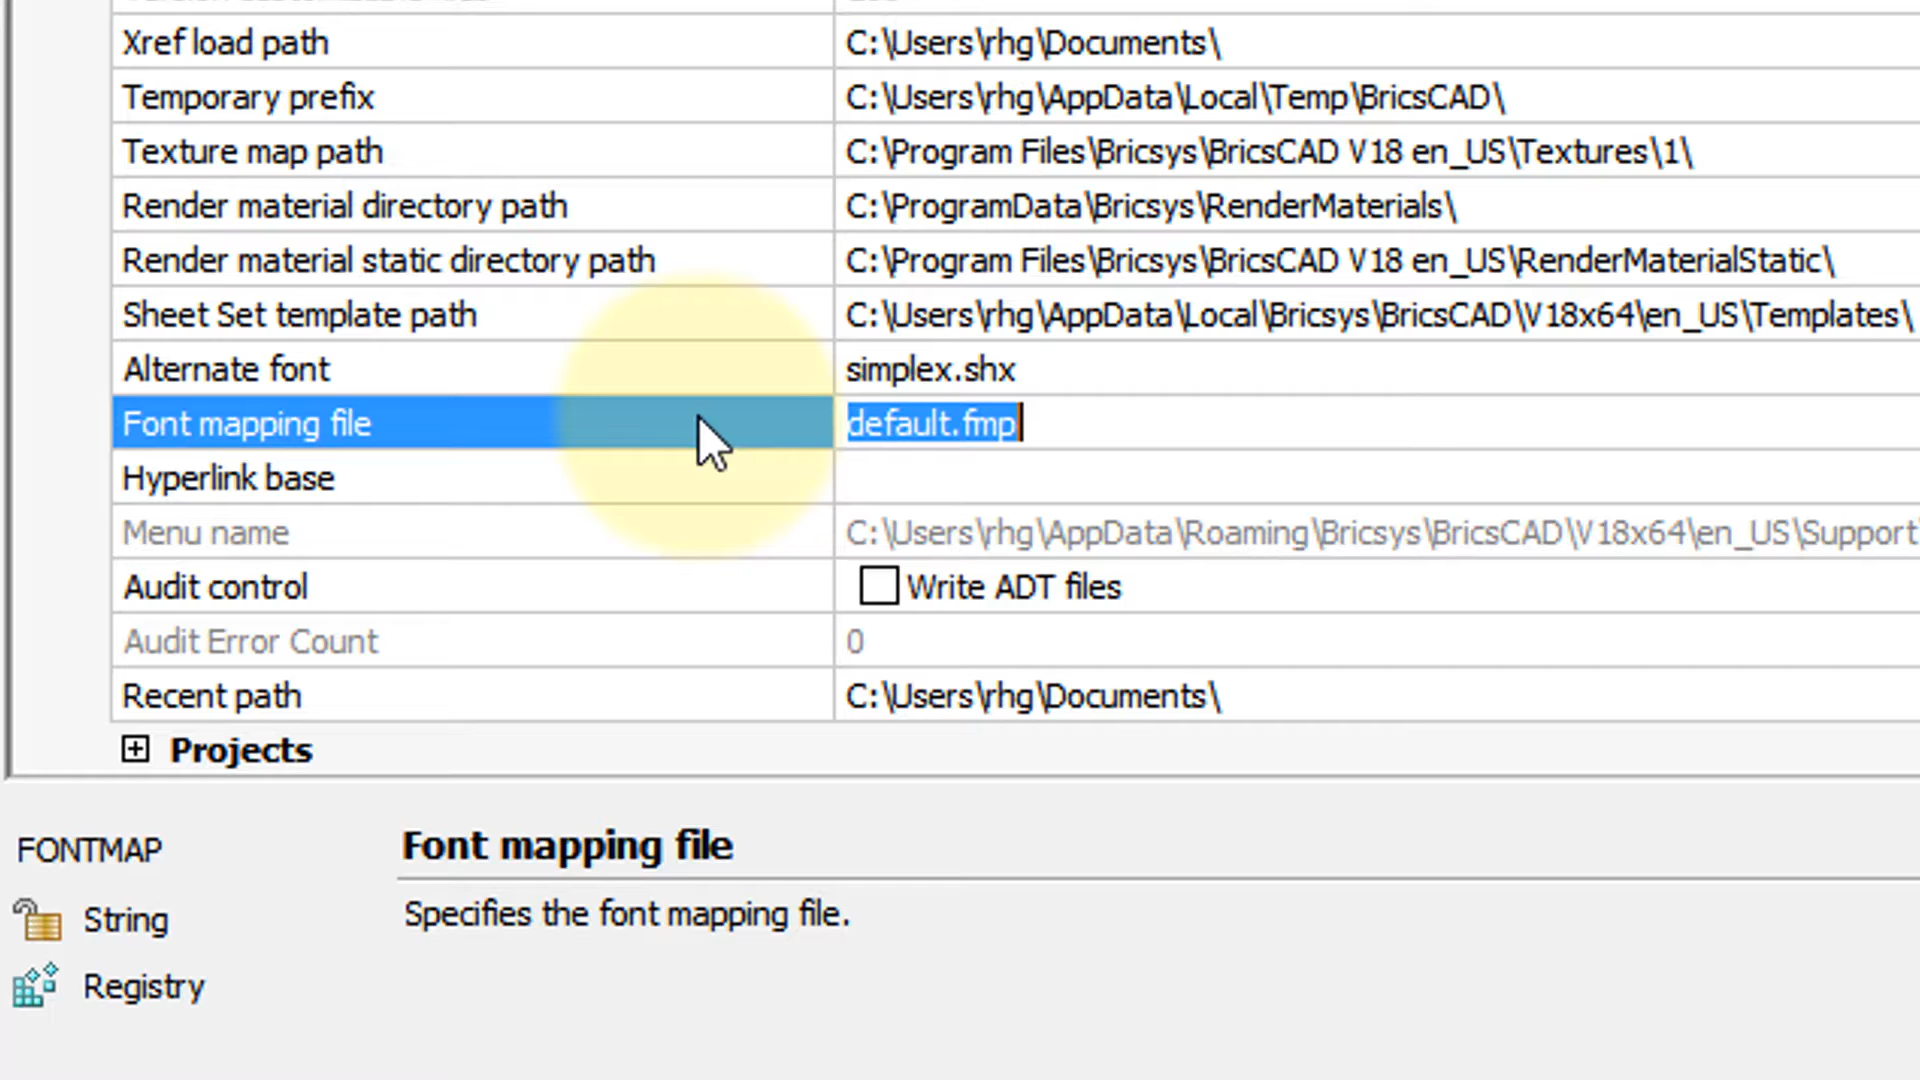 Xref load path C:\Users\rhg\Documents\
Temporary prefix C:\Users\rhg\AppData\Local\Temp\BricsCAD\
Texture map path C:\Program Files\Bricsys\BricsCAD V18 en_US\Textures\1\
Render material directory path C:\ProgramData\Bricsys\RenderMaterials\
Render material static directory path C:\Program Files\Bricsys\BricsCAD V18 en_US\RenderMaterialStatic\
Sheet Set template path C:\Users\rhg\AppData\Local\Bricsys\BricsCAD\V18x64\en_US\Templates\
Alternate font simplex.shx
Font mapping file default.fmp
Hyperlink base
Menu name C:\Users\rhg\AppData\Roaming\Bricsys\BricsCAD\V18x64\en_US\Support\
Audit control Write ADT files
Audit Error Count 0
Recent path C:\Users\rhg\Documents\
Projects
FONTMAP Font mapping file
String Specifies the font mapping file.
Registry